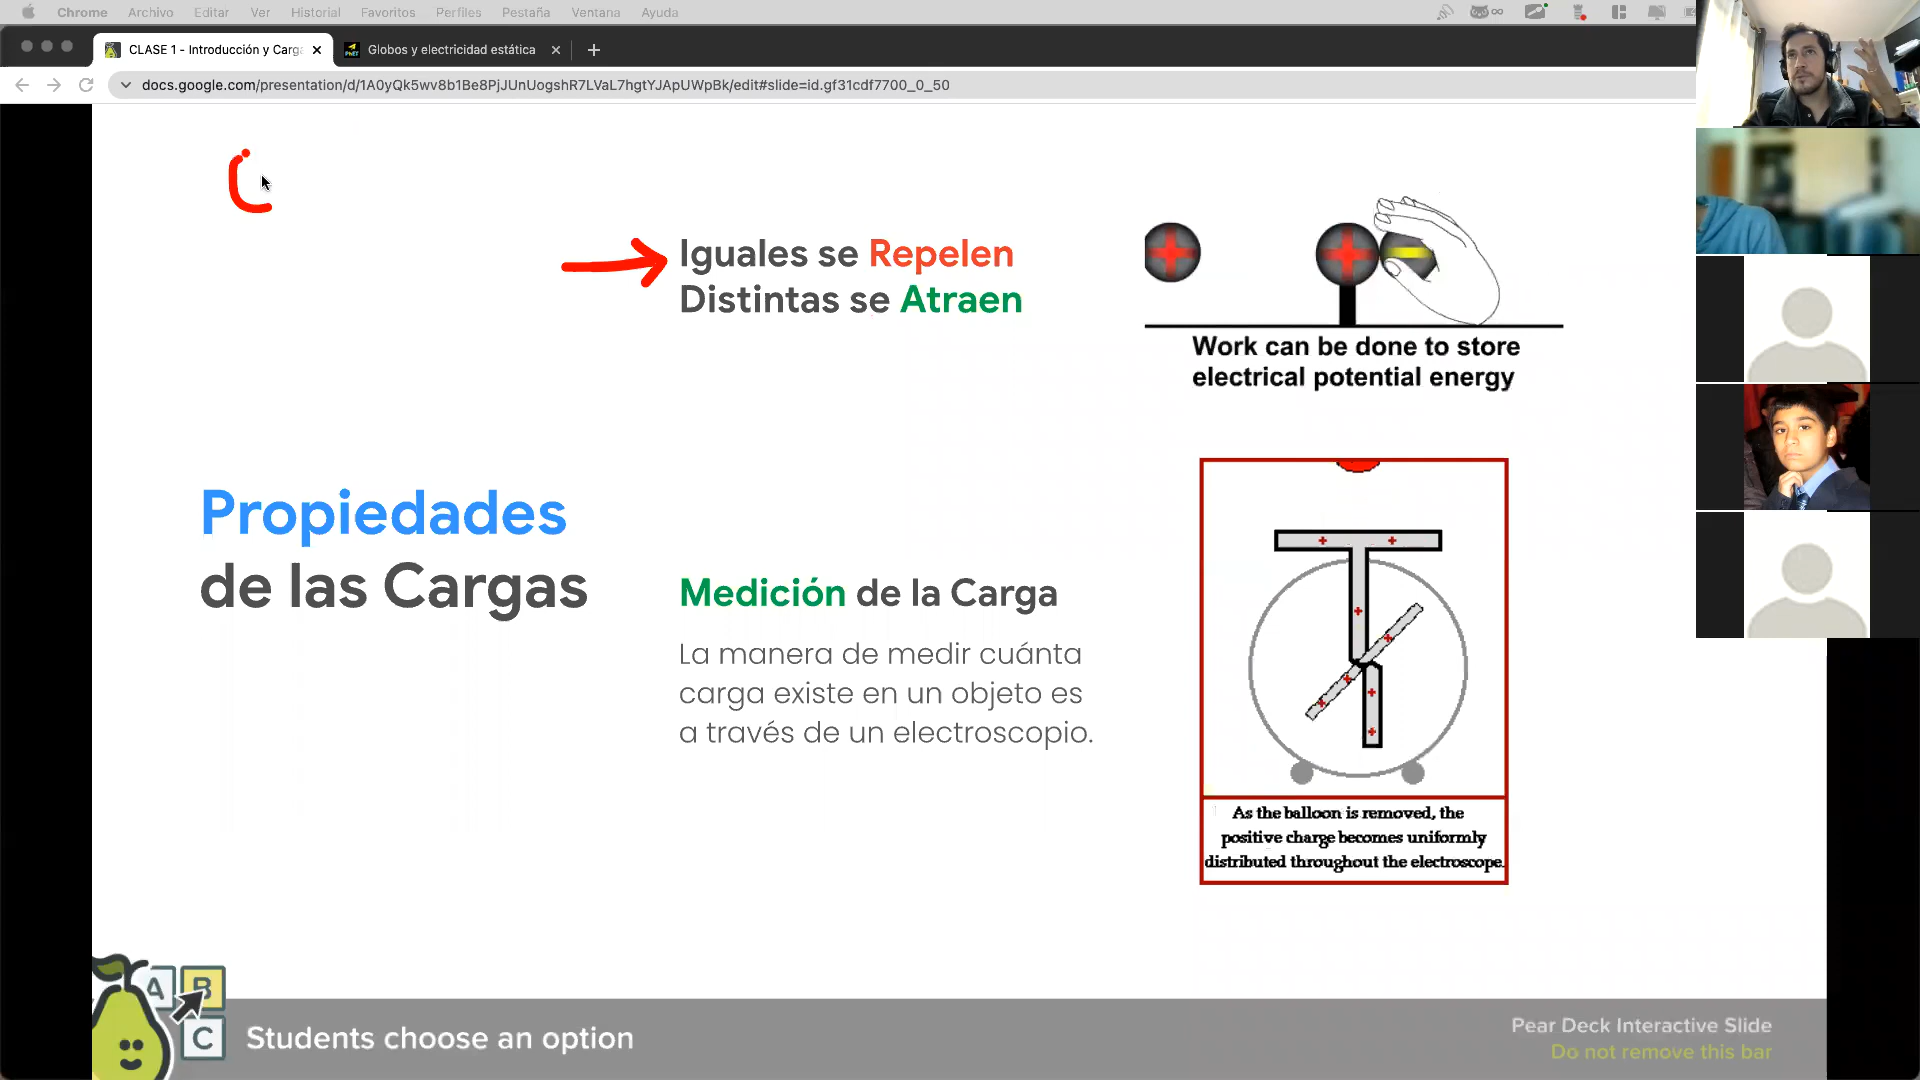 Chrome Archivo Editar Ver Historial Favoritos Perfiles Pestaña Ventana Ayuda
CLASE 1 - Introducción y Carg
Globos y electricidad estática
docs.google.com/presentation/d/1A0yQk5wv8b1Be8PjJUnUogshR7LVaL7hgtYJApUWpBk/edit#slide=id.gf31cdf7700_0_50
Iguales se Repelen
Distintas se Atraen
Work can be done to store
electrical potential energy
Propiedades
de las Cargas
Medición de la Carga
La manera de medir cuánta
carga existe en un objeto es
a través de un electroscopio.
As the balloon is removed, the
positive charge becomes uniformly
distributed throughout the electroscope.
A B
C
Students choose an option
Pear Deck Interactive Slide
Do not remove this bar